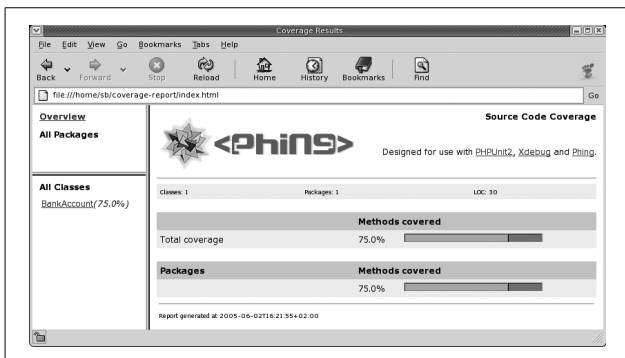 Coverage Results
File Edit View Go Bookmarks Tabs Help
Back Forward Stop Reload Home History Bookmarks Find
file:///home/sb/coverage-report/index.html Go
Overview
All Packages
All Classes
BankAccount(75.0%)
<Phing>
Source Code Coverage
Designed for use with PHPUnit2, Xdebug and Phing.
Classes: 1 Packages: 1 LOC: 30
Methods covered
Total coverage 75.0%
Packages Methods covered
75.0%
Report generated at 2005-06-02T16:21:55+02:00